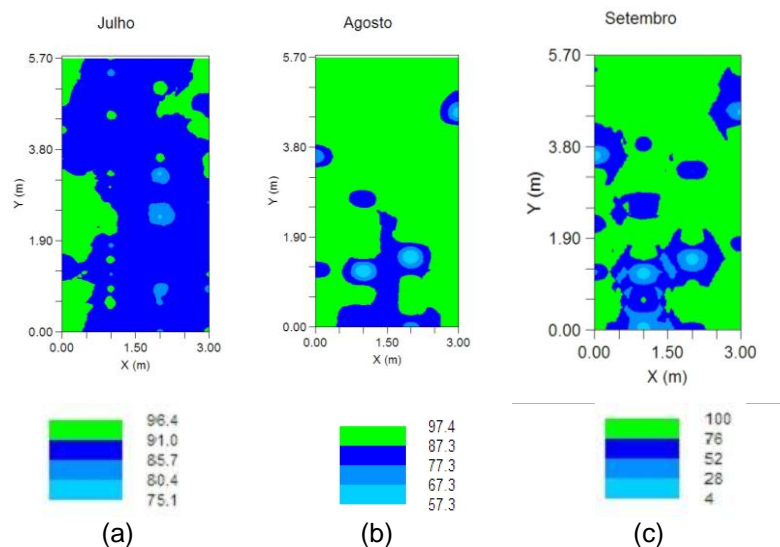 Julho
5.70
3.80
1.90
0.00
Y (m)
0.00 1.50 3.00
X (m)
96.4
91.0
85.7
80.4
75.1
(a)
Agosto
5.70
3.80
1.90
0.00
Y (m)
0.00 1.50 3.00
X (m)
97.4
87.3
77.3
67.3
57.3
(b)
Setembro
5.70
3.80
1.90
0.00
Y (m)
0.00 1.50 3.00
X (m)
100
76
52
28
4
(c)